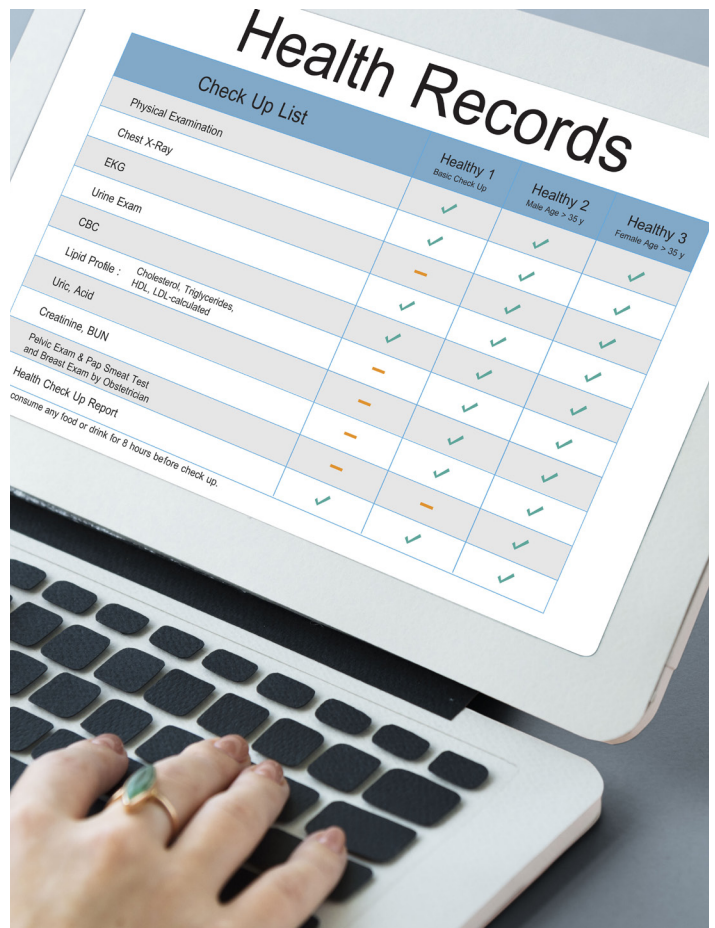 Health Records
Check Up List
Healthy 1
Basic Check Up
Healthy 2
Male Age > 35 y
Healthy 3
Female Age > 35 y
Physical Examination
Chest X-Ray
EKG
Urine Exam
CBC
Lipid Profile : Cholesterol, Triglycerides,
HDL, LDL-calculated
Uric, Acid
Creatinine, BUN
Pelvic Exam & Pap Smeat Test
and Breast Exam by Obstetrician
Health Check Up Report
consume any food or drink for 8 hours before check up.